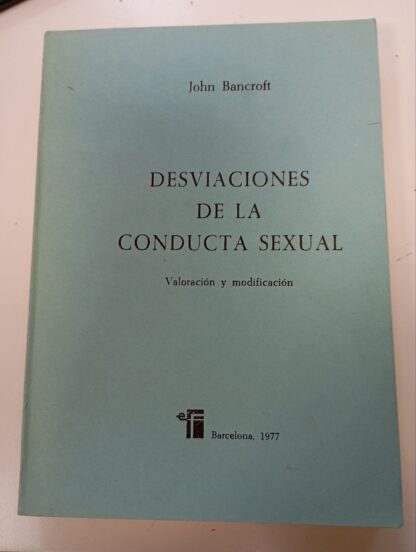 John Bancroft
DESVIACIONES
DE LA
CONDUCTA SEXUAL
Valoración y modificación
Barcelona, 1977